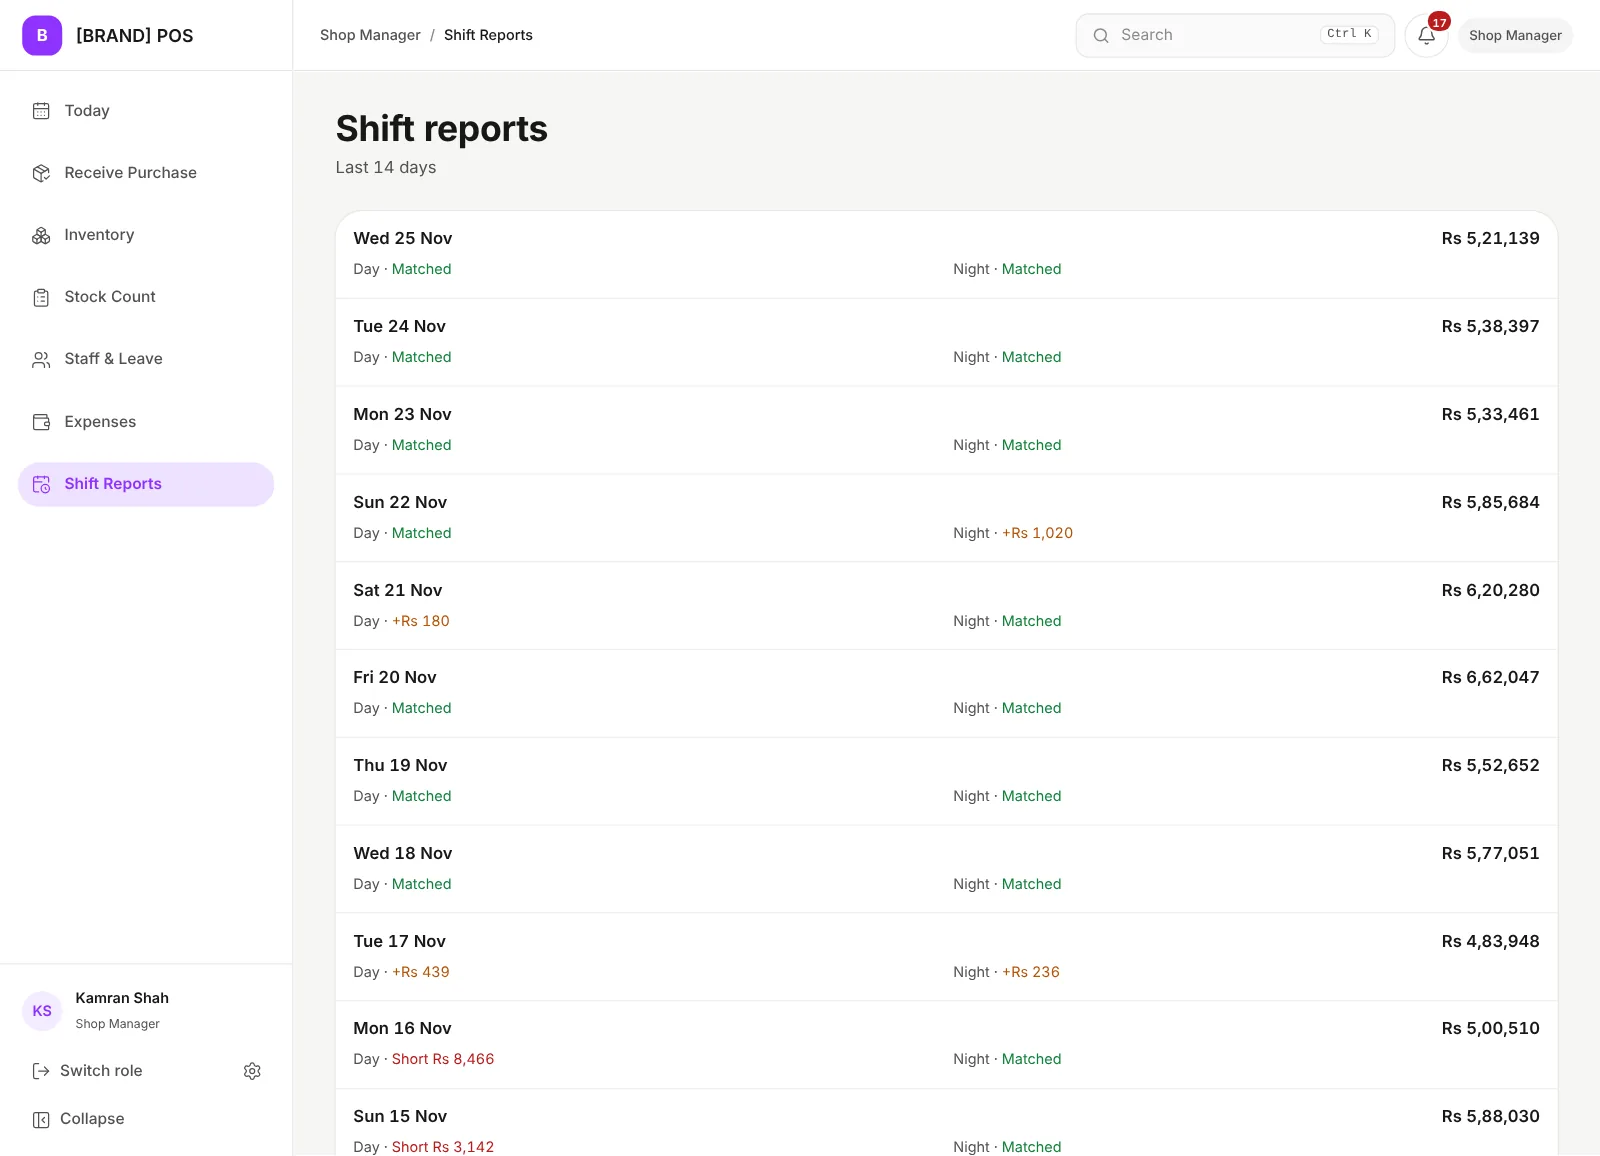 B [BRAND] POS
Shop Manager / Shift Reports
Search Ctrl K
17
Shop Manager
Today
Receive Purchase
Inventory
Stock Count
Staff & Leave
Expenses
Shift Reports
Shift reports
Last 14 days
Wed 25 Nov Rs 5,21,139
Day · Matched Night · Matched
Tue 24 Nov Rs 5,38,397
Day · Matched Night · Matched
Mon 23 Nov Rs 5,33,461
Day · Matched Night · Matched
Sun 22 Nov Rs 5,85,684
Day · Matched Night · +Rs 1,020
Sat 21 Nov Rs 6,20,280
Day · +Rs 180 Night · Matched
Fri 20 Nov Rs 6,62,047
Day · Matched Night · Matched
Thu 19 Nov Rs 5,52,652
Day · Matched Night · Matched
Wed 18 Nov Rs 5,77,051
Day · Matched Night · Matched
Tue 17 Nov Rs 4,83,948
Day · +Rs 439 Night · +Rs 236
Mon 16 Nov Rs 5,00,510
Day · Short Rs 8,466 Night · Matched
Sun 15 Nov Rs 5,88,030
Day · Short Rs 3,142 Night · Matched
KS Kamran Shah
Shop Manager
Switch role
Collapse